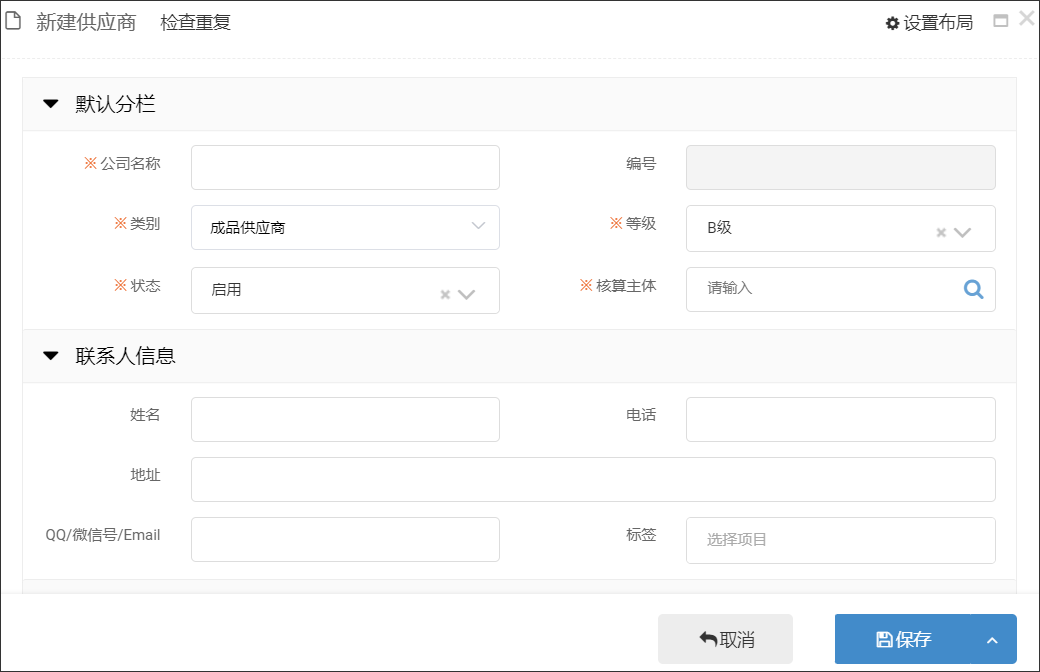 新建供应商 检查重复 设置布局
默认分栏
※公司名称 编号
※类别 成品供应商 ※等级 B级
※状态 启用 ※核算主体 请输入
联系人信息
姓名 电话
地址
QQ/微信号/Email 标签 选择项目
取消 保存